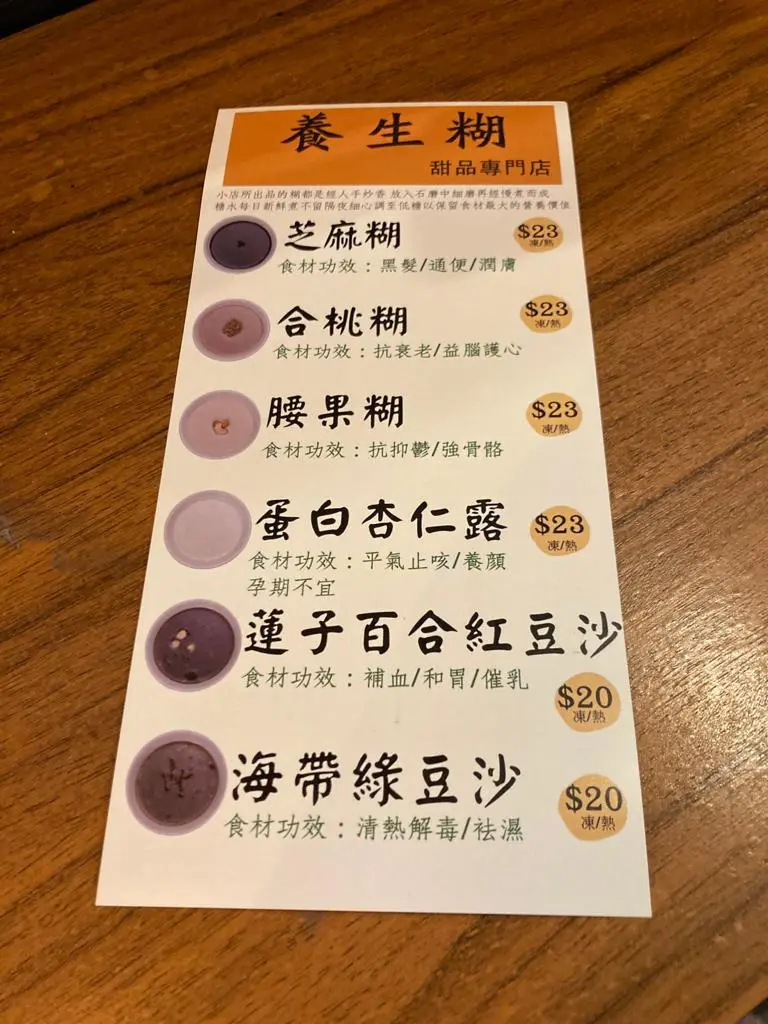 養生糊
甜品專門店
小店所出品的糊都是經人手炒香 放入石磨中細磨再經慢煮而成
糖水每日新鮮煮不留隔夜細心調至低糖以保留食材最大的營養價值
芝麻糊 $23
凍/熱
食材功效：黑髮/通便/潤膚
合桃糊 $23
凍/熱
食材功效：抗衰老/益腦護心
腰果糊 $23
凍/熱
食材功效：抗抑鬱/強骨骼
蛋白杏仁露 $23
凍/熱
食材功效：平氣止咳/養顏
孕期不宜
蓮子百合紅豆沙
食材功效：補血/和胃/催乳
$20
凍/熱
海帶綠豆沙 $20
凍/熱
食材功效：清熱解毒/祛濕